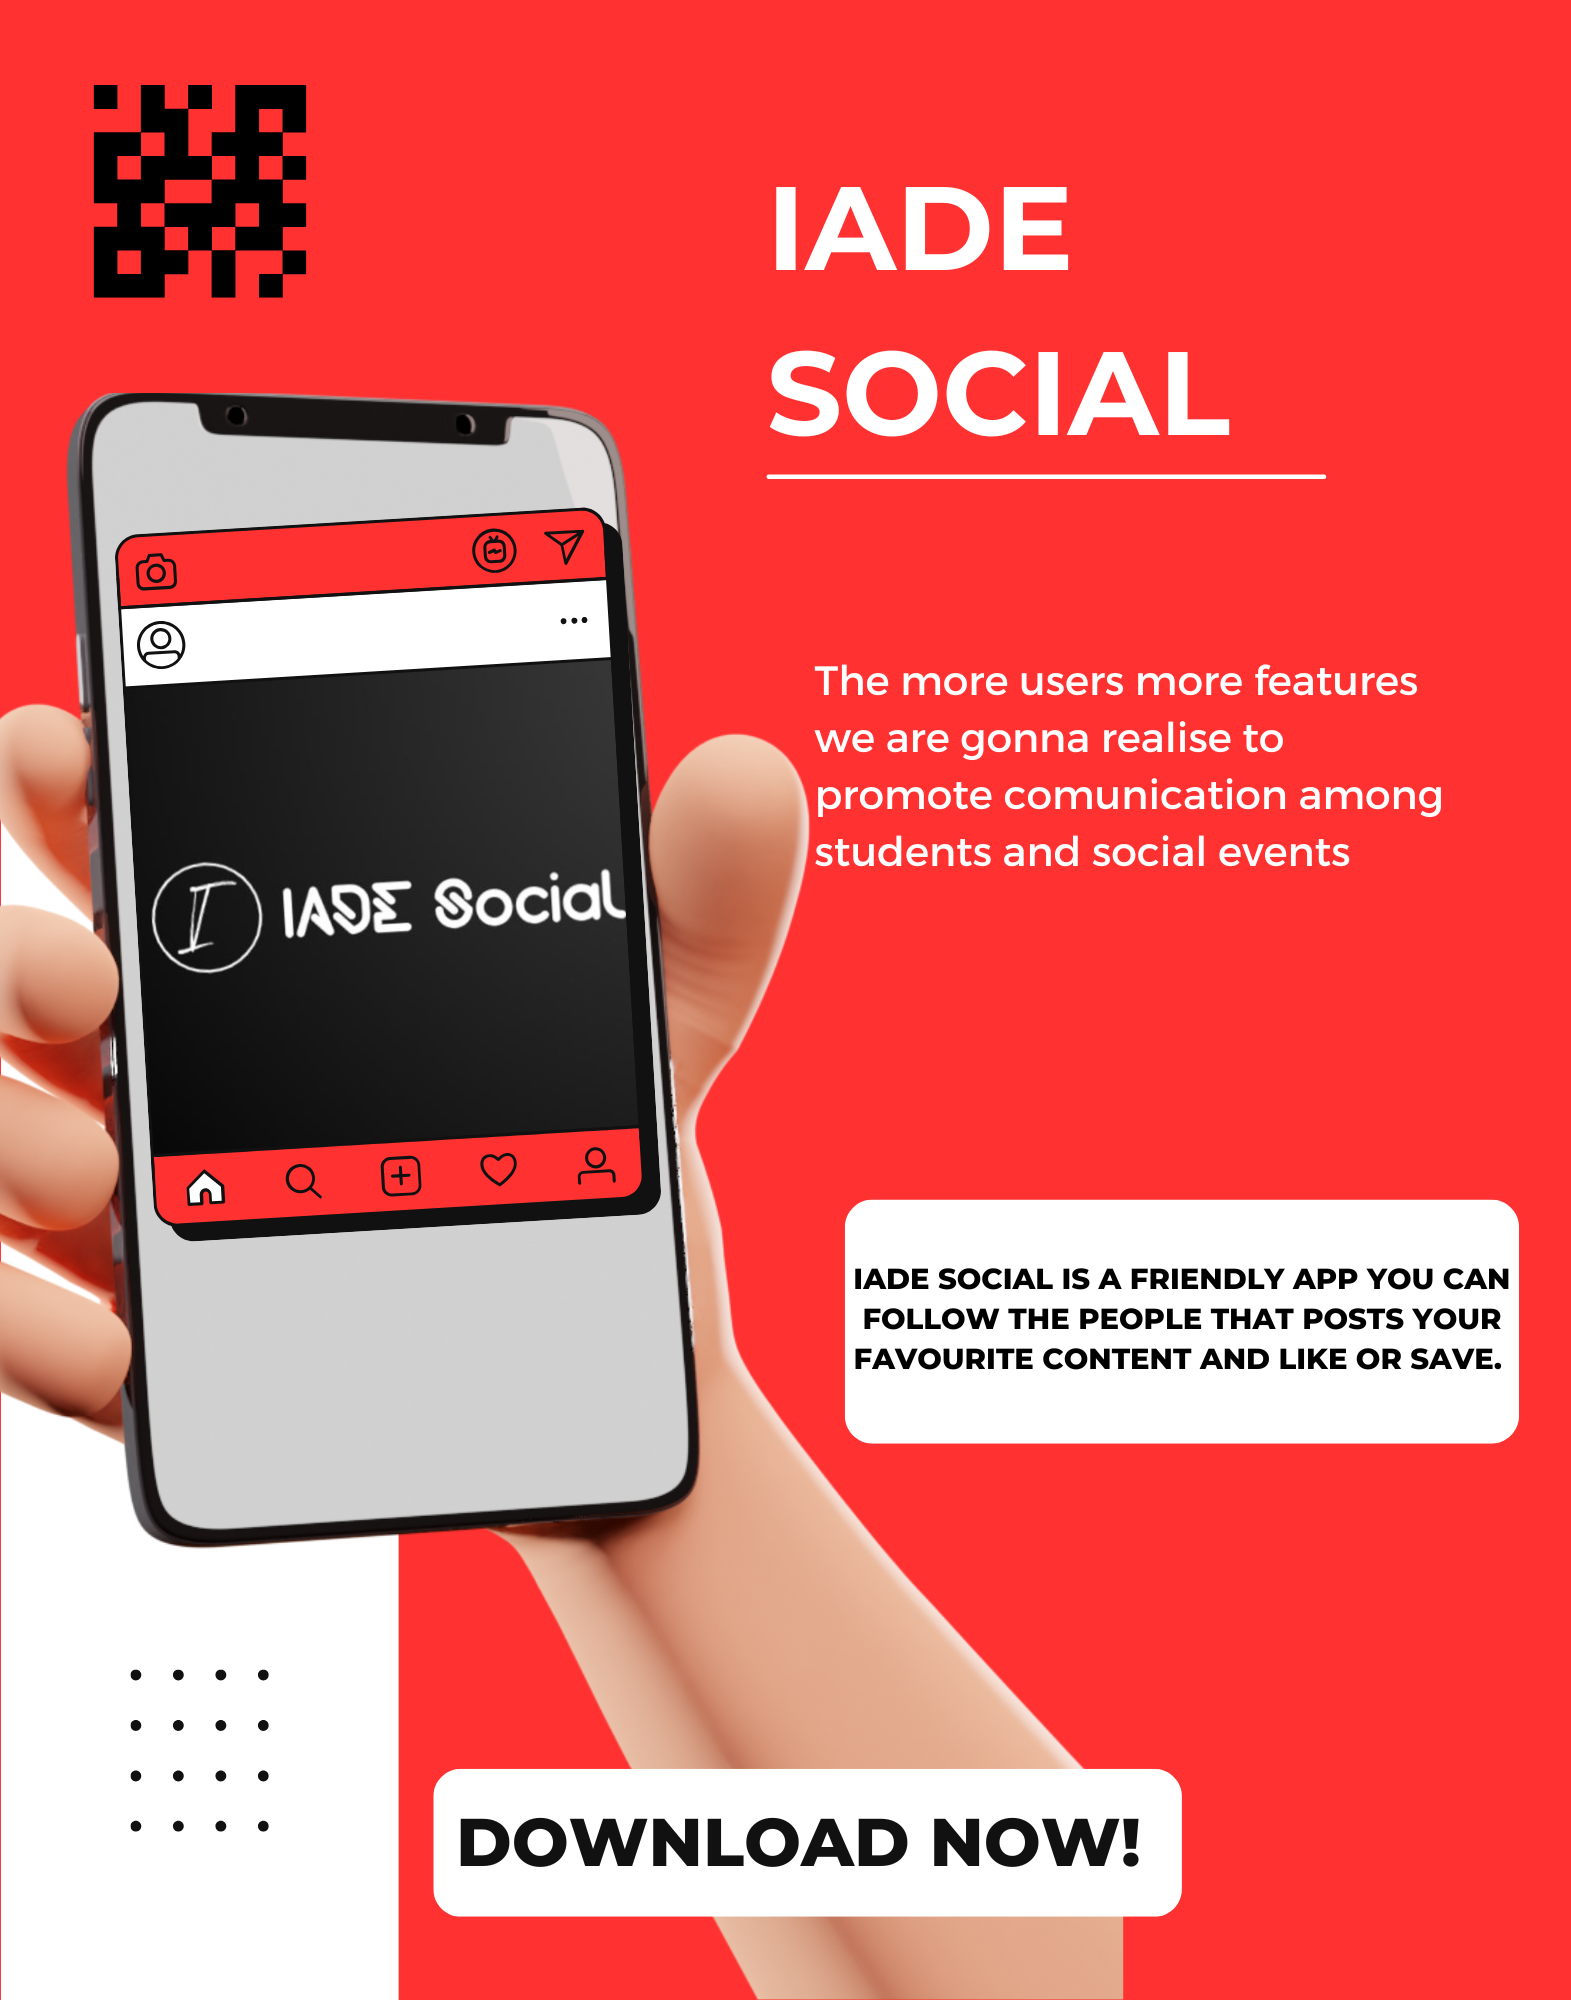 IADE
SOCIAL
The more users more features
we are gonna realise to
promote comunication among
students and social events
I IADE Social
IADE SOCIAL IS A FRIENDLY APP YOU CAN
FOLLOW THE PEOPLE THAT POSTS YOUR
FAVOURITE CONTENT AND LIKE OR SAVE.
DOWNLOAD NOW!